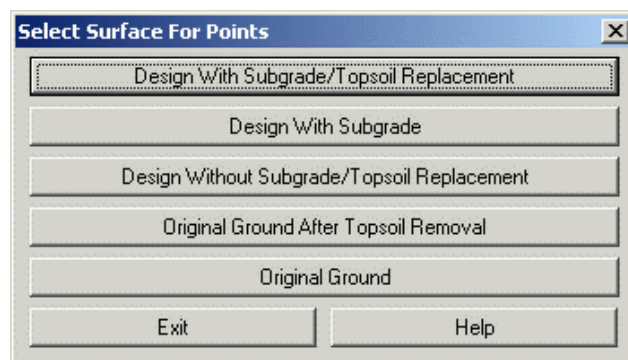 Select Surface For Points
Design With Subgrade/Topsoil Replacement
Design With Subgrade
Design Without Subgrade/Topsoil Replacement
Original Ground After Topsoil Removal
Original Ground
Exit
Help